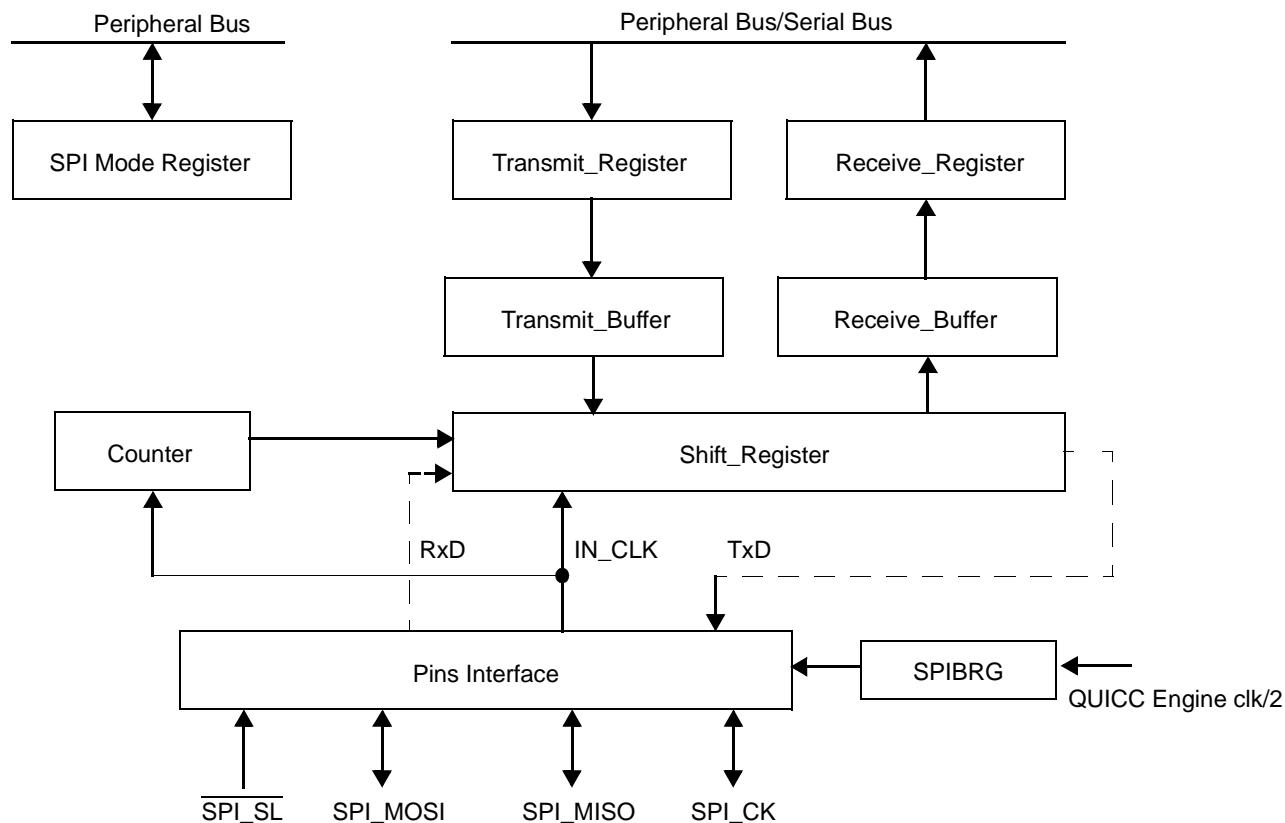 Peripheral Bus
Peripheral Bus/Serial Bus
SPI Mode Register
Transmit_Register
Receive_Register
Transmit_Buffer
Receive_Buffer
Counter
Shift_Register
RxD
IN_CLK
TxD
Pins Interface
SPIBRG
QUICC Engine clk/2
SPI_SL
SPI_MOSI
SPI_MISO
SPI_CK